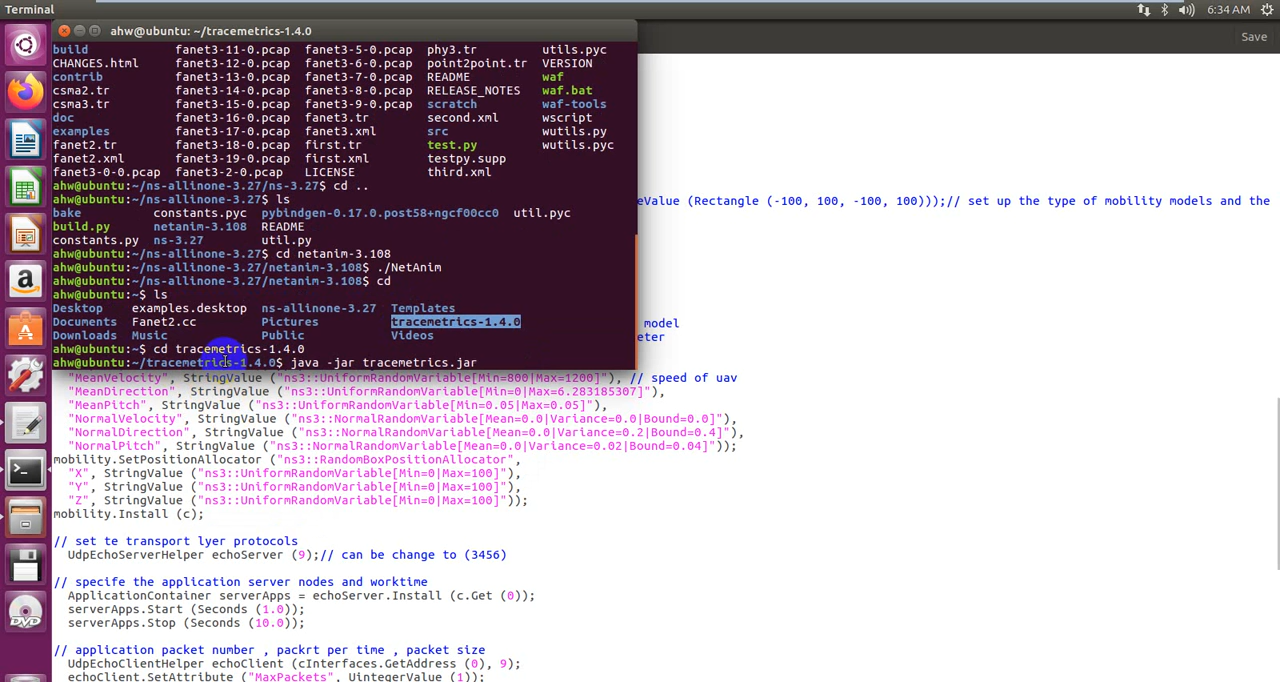 Terminal
6:34 AM
ahw@ubuntu: ~/tracemetrics-1.4.0
Save
build fanet3-11-0.pcap fanet3-5-0.pcap phy3.tr utils.pyc
CHANGES.html fanet3-12-0.pcap fanet3-6-0.pcap point2point.tr VERSION
contrib fanet3-13-0.pcap fanet3-7-0.pcap README waf
csma2.tr fanet3-14-0.pcap fanet3-8-0.pcap RELEASE_NOTES waf.bat
csma3.tr fanet3-15-0.pcap fanet3-9-0.pcap scratch waf-tools
doc fanet3-16-0.pcap fanet3-0.pcap second.xml wscript
examples fanet3-17-0.pcap fanet3-0.pcap src wutils.py
fanet2.tr fanet3-18-0.pcap fanet3.xml test.py wutils.pyc
fanet2.xml fanet3-19-0.pcap first.xml testpy.supp
fanet3-0-0.pcap fanet3-2-0.pcap LICENSE third.xml
ahw@ubuntu:~/ns-allinone-3.27/ns-3.27$ cd ..
ahw@ubuntu:~/ns-allinone-3.27$ ls
bake constants.pyc pybindgen-0.17.0.post58+ngcf00cc0 util.pyc
build.py netanim-3.108 README
constants.py ns-3.27 util.py
ahw@ubuntu:~/ns-allinone-3.27$ cd netanim-3.108
ahw@ubuntu:~/ns-allinone-3.27/netanim-3.108$ ./NetAnim
ahw@ubuntu:~/ns-allinone-3.27/netanim-3.108$ cd
ahw@ubuntu:~$ ls
Desktop examples.desktop ns-allinone-3.27 Templates
Documents Fanet2.cc Pictures tracemetrics-1.4.0
Downloads Music Public Videos
ahw@ubuntu:~$ cd tracemetrics-1.4.0
ahw@ubuntu:~/tracemetrics-1.4.0$ java -jar tracemetrics.jar
eValue (Rectangle (-100, 100, -100, 100)));// set up the type of mobility models and the
model
eter
"MeanVelocity", StringValue ("ns3::UniformRandomVariable[Min=800|Max=1200]"), // speed of uav
"MeanDirection", StringValue ("ns3::UniformRandomVariable[Min=0|Max=6.283185307]"),
"MeanPitch", StringValue ("ns3::UniformRandomVariable[Min=0.05|Max=0.05]"),
"NormalVelocity", StringValue ("ns3::NormalRandomVariable[Mean=0.0|Variance=0.0|Bound=0.0]"),
"NormalDirection", StringValue ("ns3::NormalRandomVariable[Mean=0.0|Variance=0.2|Bound=0.4]"),
"NormalPitch", StringValue ("ns3::NormalRandomVariable[Mean=0.0|Variance=0.02|Bound=0.04]"));
mobility.SetPositionAllocator ("ns3::RandomBoxPositionAllocator",
"X", StringValue ("ns3::UniformRandomVariable[Min=0|Max=100]"),
"Y", StringValue ("ns3::UniformRandomVariable[Min=0|Max=100]"),
"Z", StringValue ("ns3::UniformRandomVariable[Min=0|Max=100]"));
mobility.Install (c);
// set te transport lyer protocols
UdpEchoServerHelper echoServer (9);// can be change to (3456)
// specife the application server nodes and worktime
ApplicationContainer serverApps = echoServer.Install (c.Get (0));
serverApps.Start (Seconds (1.0));
serverApps.Stop (Seconds (10.0));
// application packet number , packrt per time , packet size
UdpEchoClientHelper echoClient (cInterfaces.GetAddress (0), 9);
echoClient.SetAttribute ("MaxPackets", UintegerValue (1));